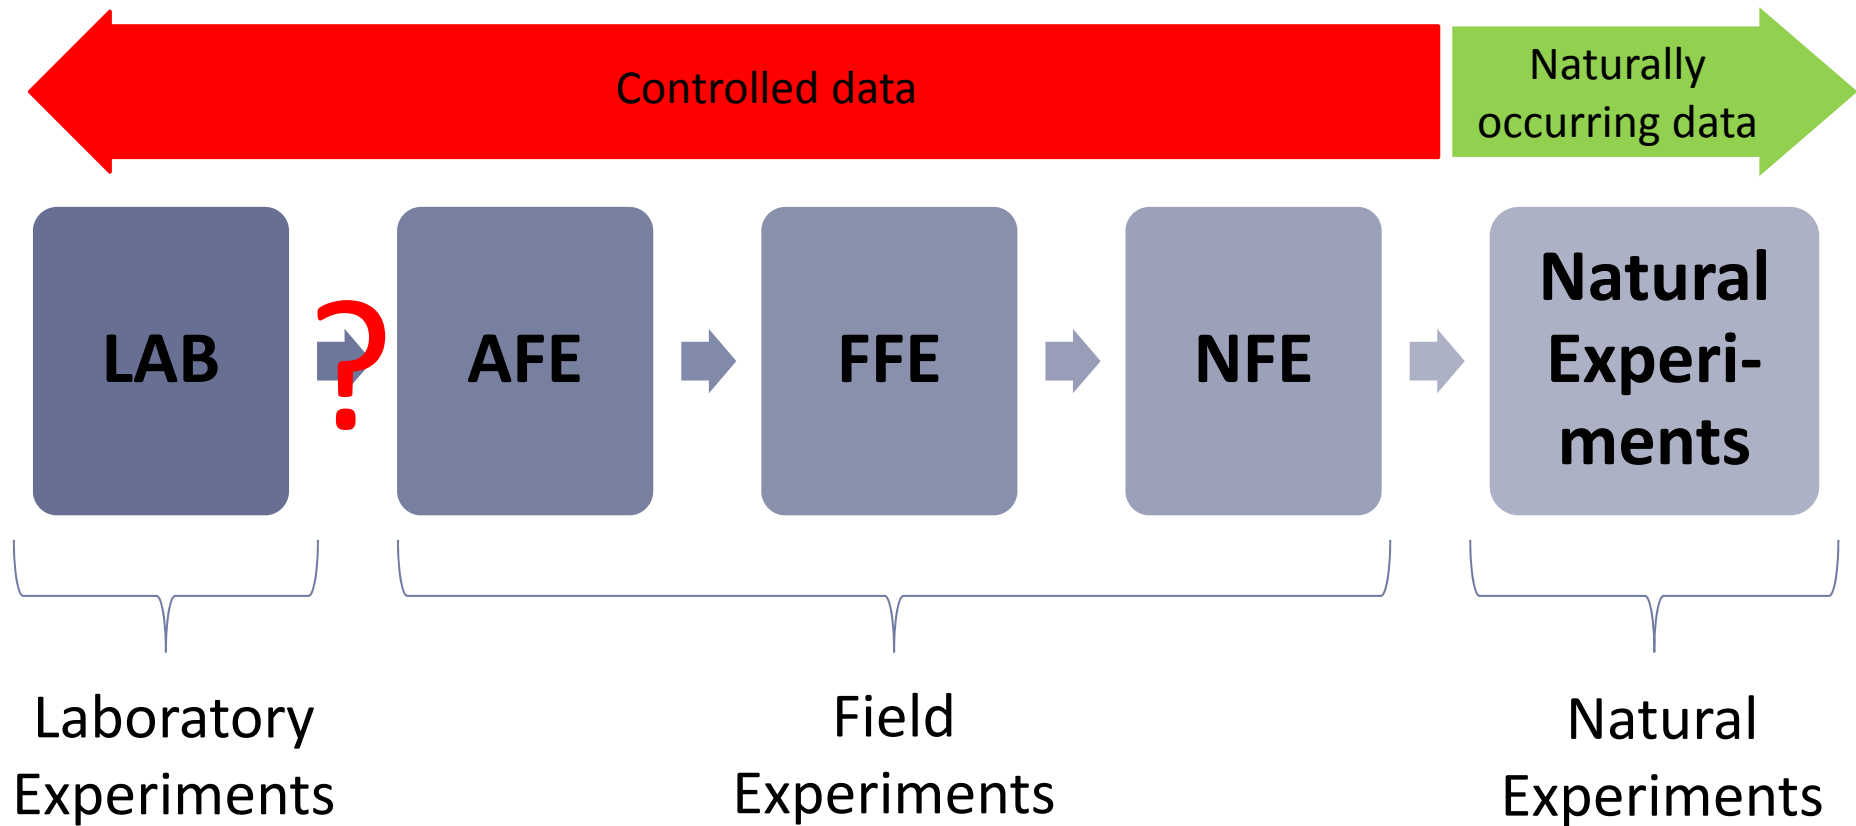 Controlled data
Naturally
occurring data
LAB
?
AFE
FFE
NFE
Natural
Experi-
ments
Laboratory
Experiments
Field
Experiments
Natural
Experiments